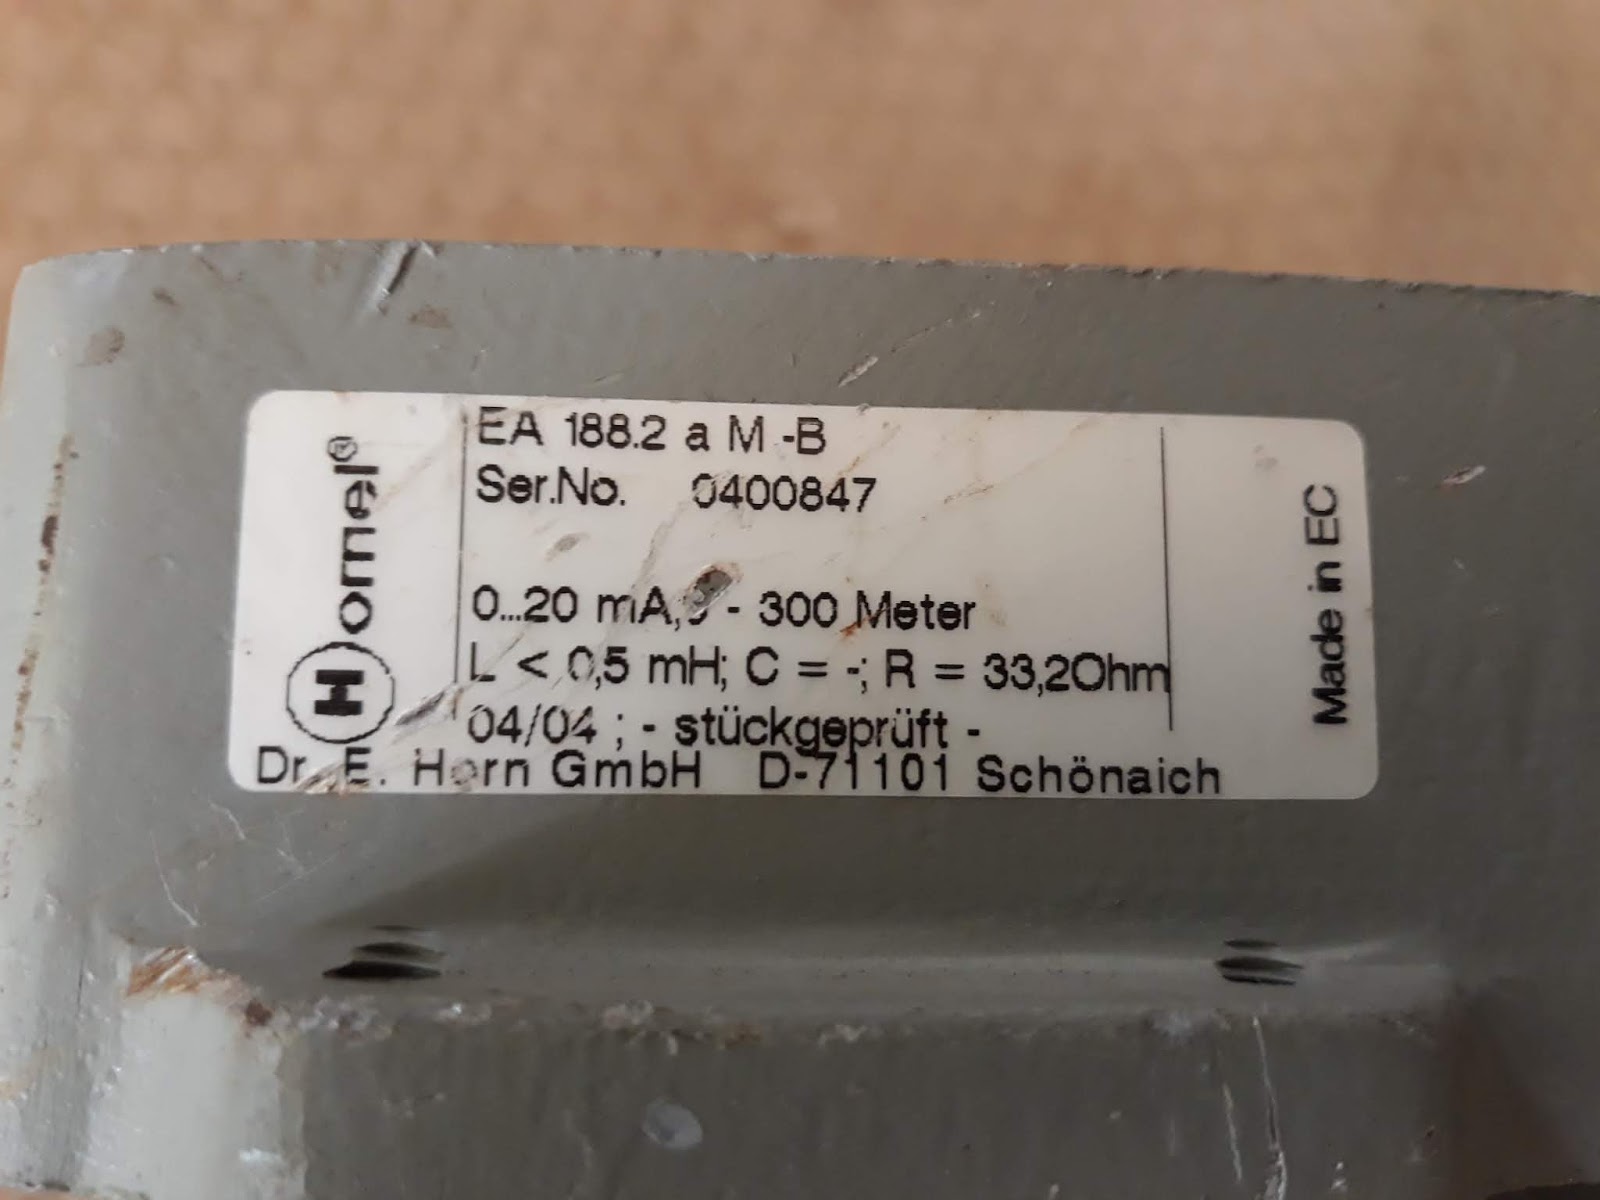 Hornel®
EA 188.2 a M -B
Ser.No. 0400847
0...20 mA, - 300 Meter
L < 0,5 mH; C = -; R = 33,2Ohm
04/04 ; - stückgeprüft -
Dr. E. Horn GmbH D-71101 Schönaich
Made in EC